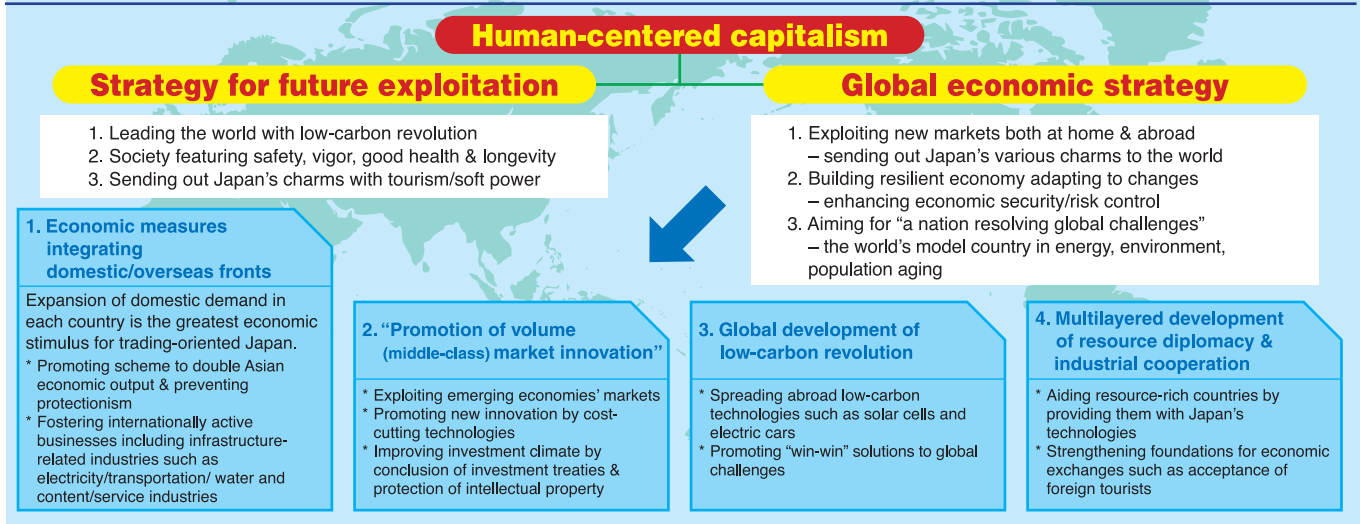 Human-centered capitalism
Strategy for future exploitation
1. Leading the world with low-carbon revolution
2. Society featuring safety, vigor, good health & longevity
3. Sending out Japan's charms with tourism/soft power
Global economic strategy
1. Exploiting new markets both at home & abroad
– sending out Japan's various charms to the world
2. Building resilient economy adapting to changes
– enhancing economic security/risk control
3. Aiming for “a nation resolving global challenges”
– the world's model country in energy, environment,
population aging
1. Economic measures
integrating
domestic/overseas fronts
Expansion of domestic demand in
each country is the greatest economic
stimulus for trading-oriented Japan.
* Promoting scheme to double Asian
economic output & preventing
protectionism
* Fostering internationally active
businesses including infrastructure-
related industries such as
electricity/transportation/ water and
content/service industries
2. “Promotion of volume
(middle-class) market innovation”
* Exploiting emerging economies' markets
* Promoting new innovation by cost-
cutting technologies
* Improving investment climate by
conclusion of investment treaties &
protection of intellectual property
3. Global development of
low-carbon revolution
* Spreading abroad low-carbon
technologies such as solar cells and
electric cars
* Promoting “win-win” solutions to global
challenges
4. Multilayered development
of resource diplomacy &
industrial cooperation
* Aiding resource-rich countries by
providing them with Japan's
technologies
* Strengthening foundations for economic
exchanges such as acceptance of
foreign tourists